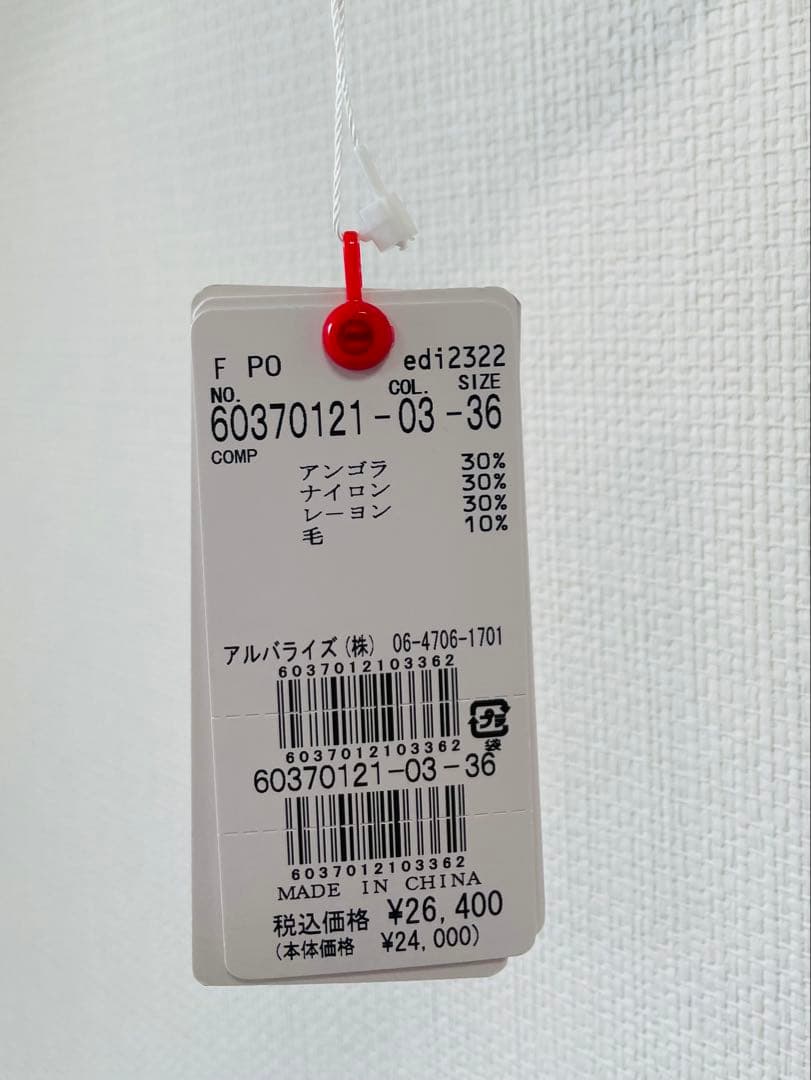 F PO edi2322
NO. COL. SIZE
60370121-03-36
COMP
アンゴラ 30%
ナイロン 30%
レーヨン 30%
毛 10%
アルバライズ(株) 06-4706-1701
6037012103362
プラ
6037012103362
袋
60370121-03-36
6037012103362
MADE IN CHINA
税込価格 ¥26,400
(本体価格 ¥24,000)